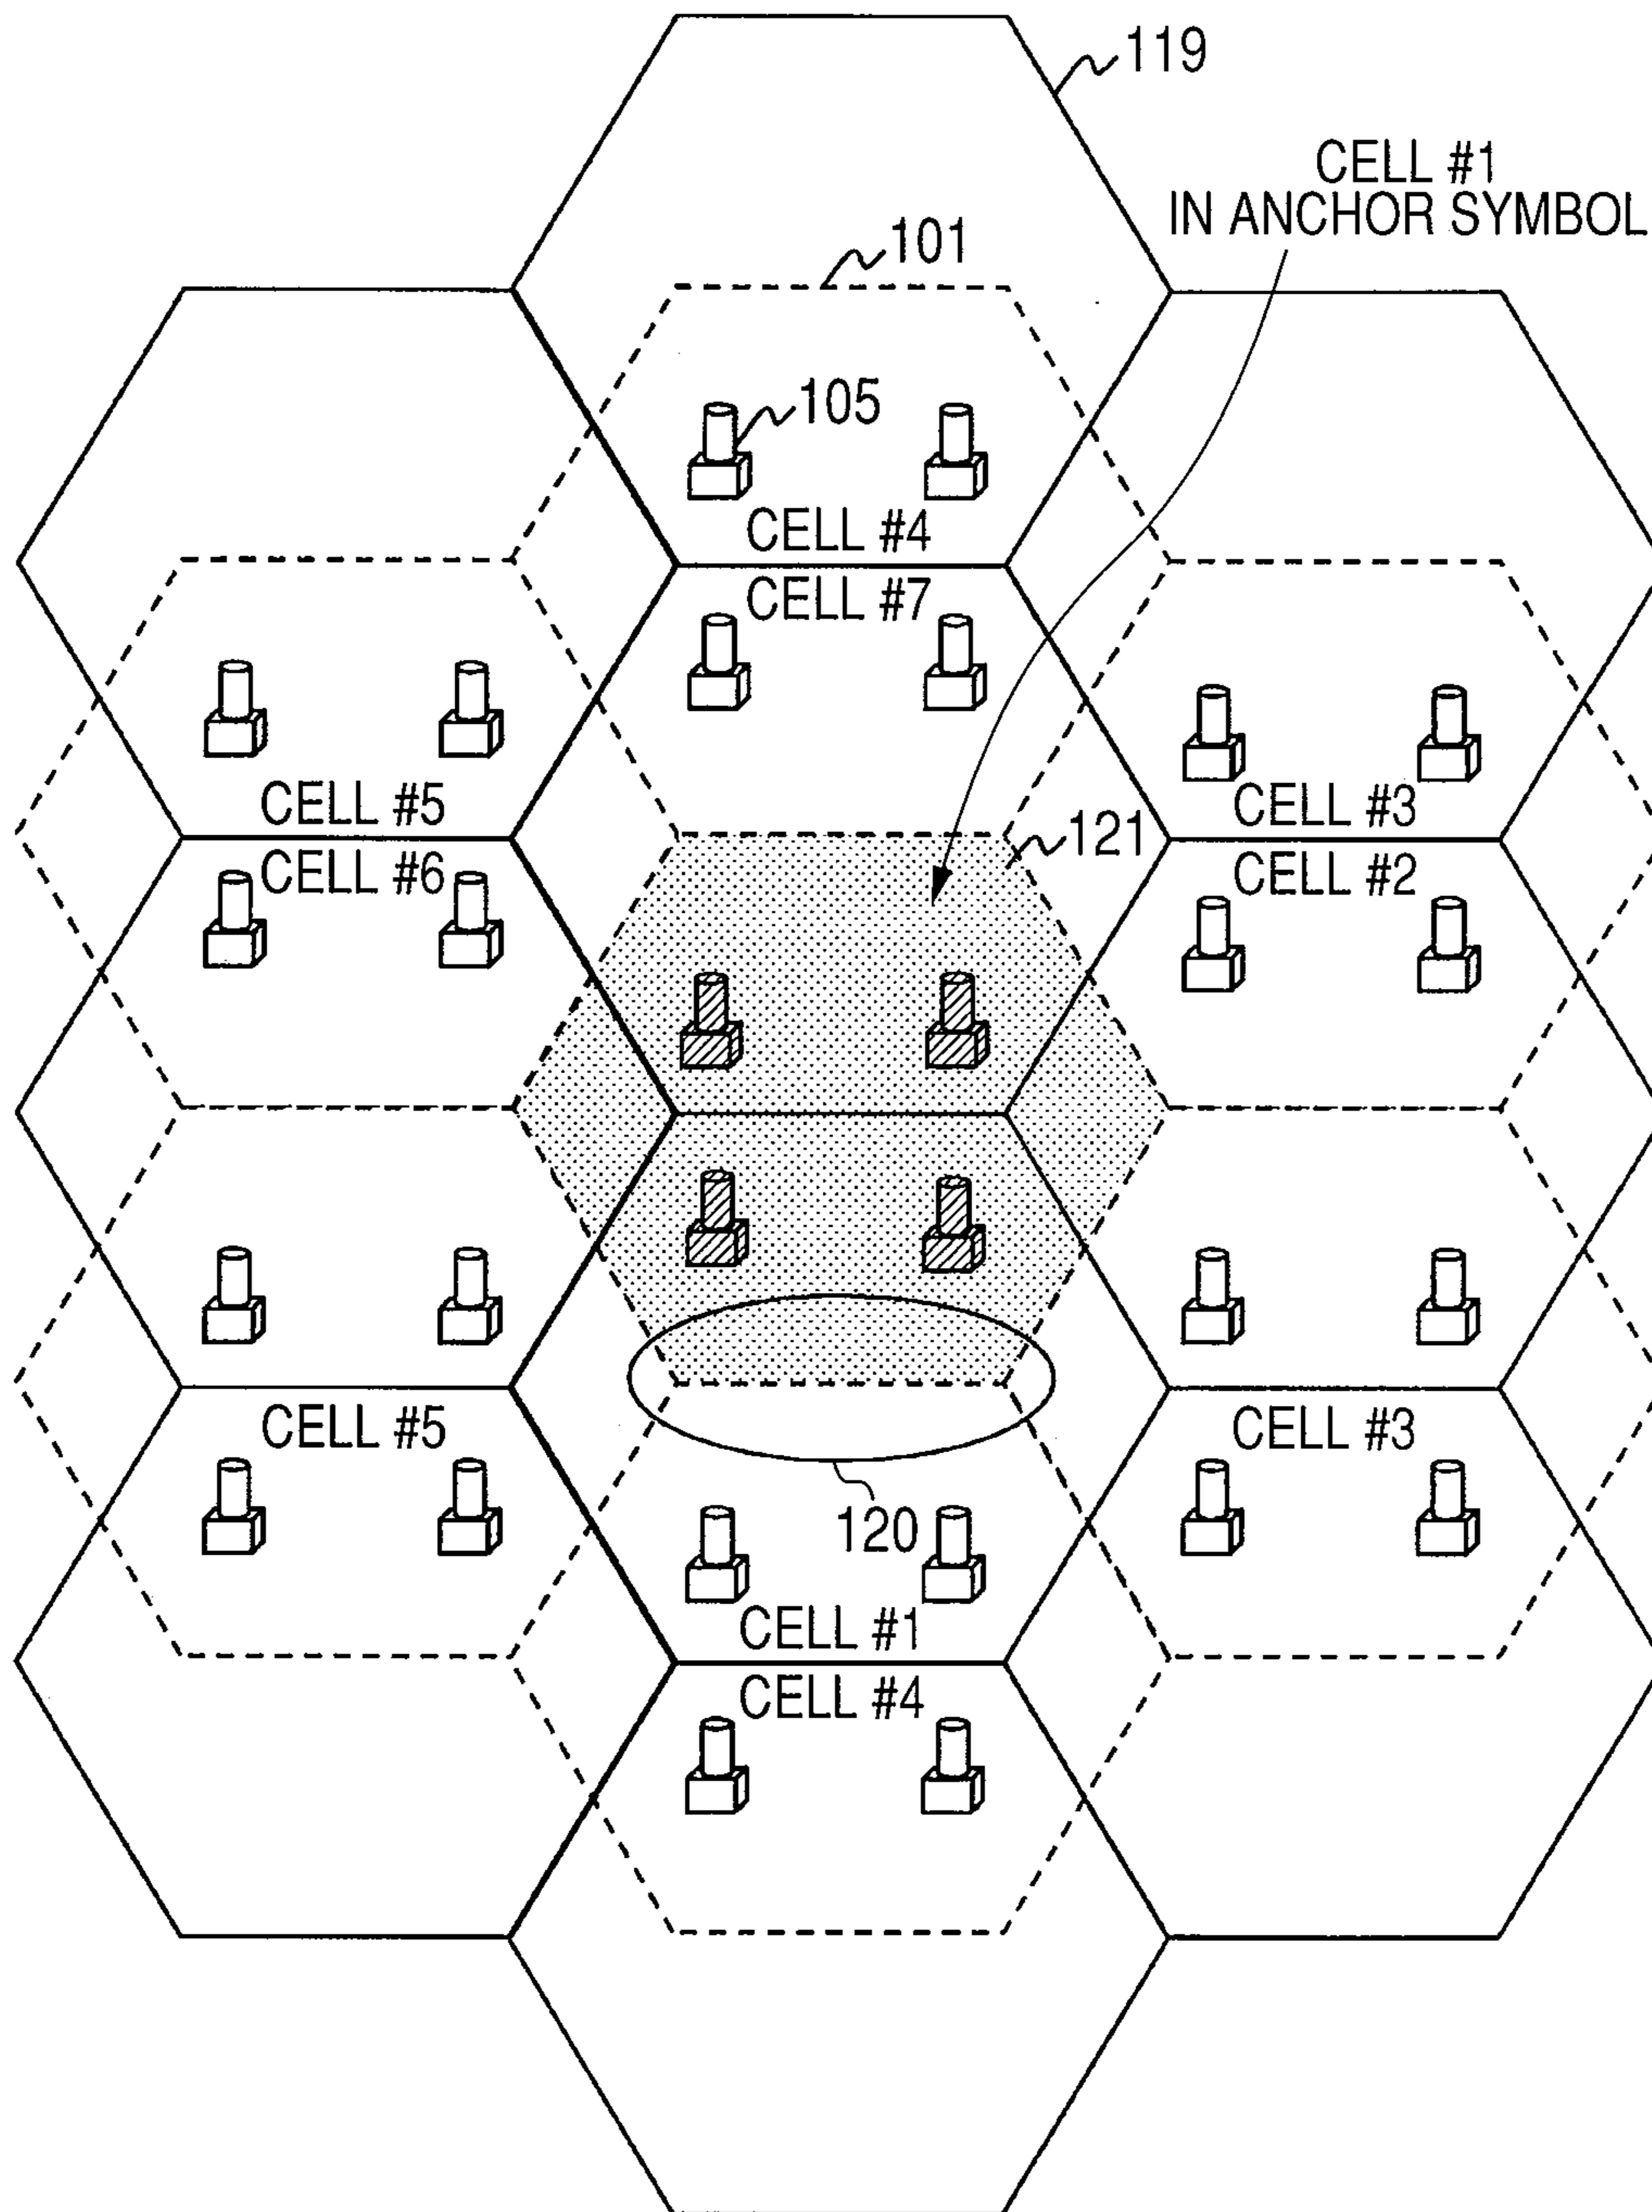 119
CELL #1
IN ANCHOR SYMBOL
101
105
CELL #4
CELL #7
CELL #5
CELL #3
121
CELL #6
CELL #2
CELL #5
CELL #3
120
CELL #1
CELL #4